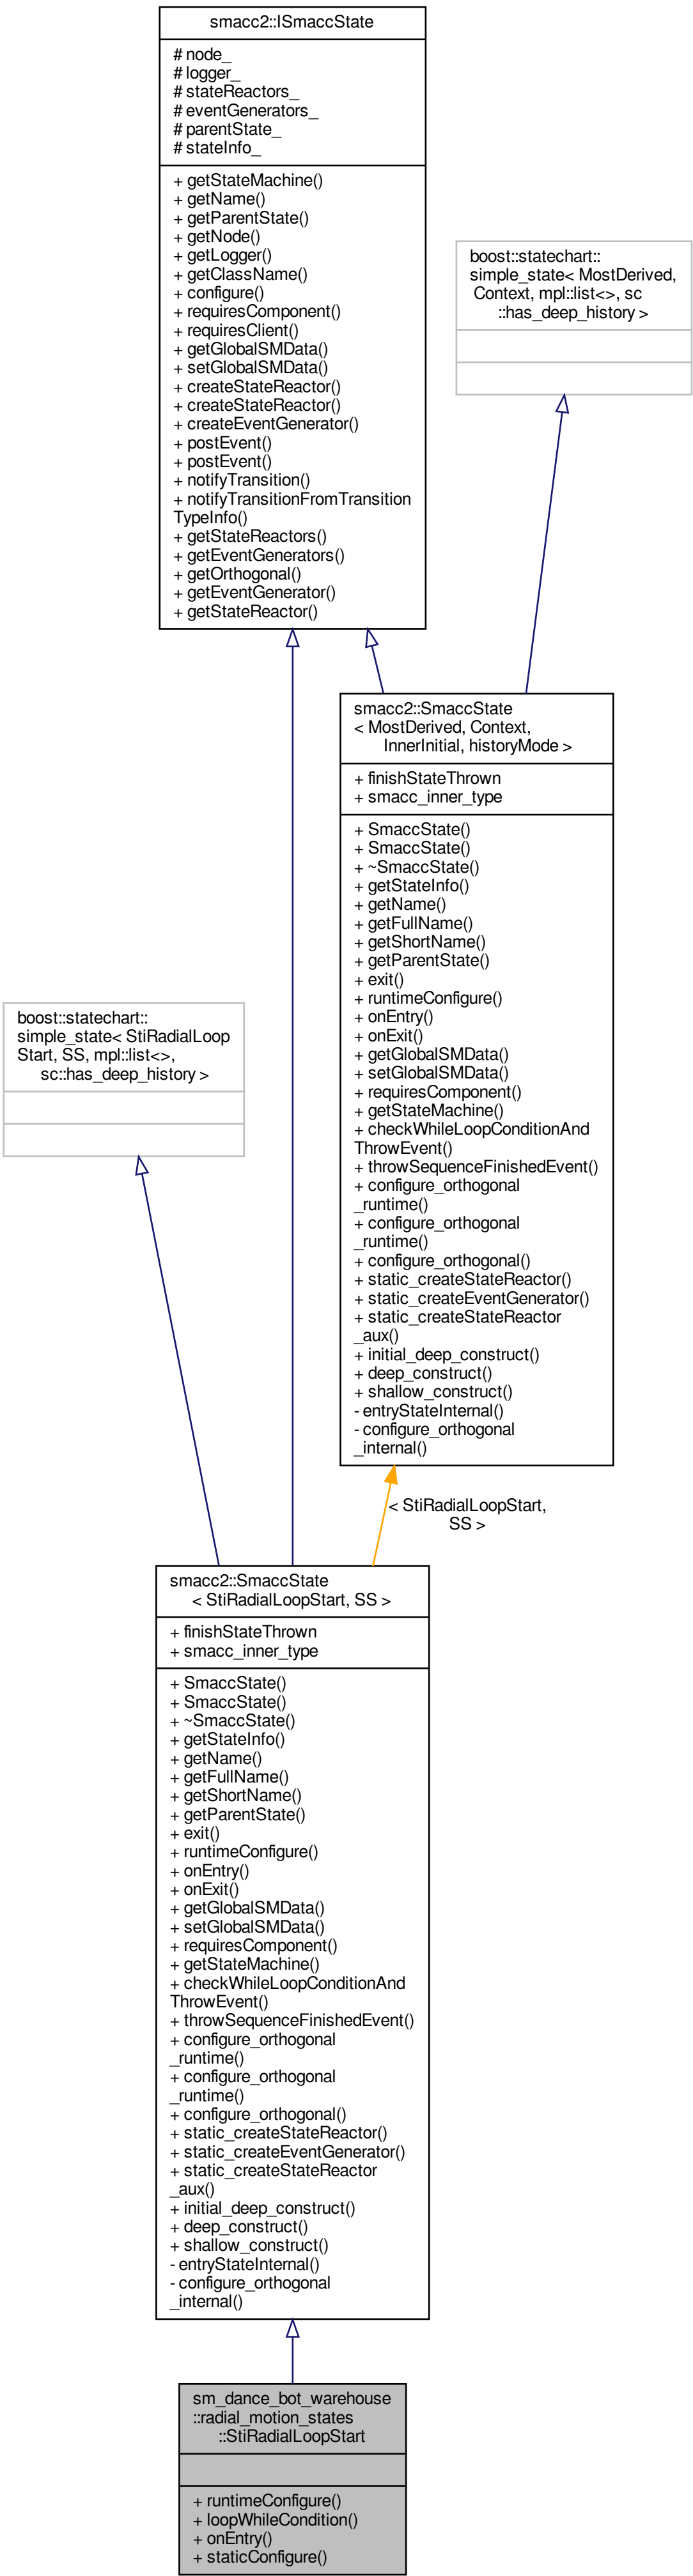 smacc2::ISmaccState
# node_
# logger_
# stateReactors_
# eventGenerators_
# parentState_
# stateInfo_
+ getStateMachine()
+ getName()
+ getParentState()
+ getNode()
+ getLogger()
+ getClassName()
+ configure()
+ requiresComponent()
+ requiresClient()
+ getGlobalSMData()
+ setGlobalSMData()
+ createStateReactor()
+ createStateReactor()
+ createEventGenerator()
+ postEvent()
+ postEvent()
+ notifyTransition()
+ notifyTransitionFromTransition
TypeInfo()
+ getStateReactors()
+ getEventGenerators()
+ getOrthogonal()
+ getEventGenerator()
+ getStateReactor()
boost::statechart::
simple_state< MostDerived,
Context, mpl::list<>, sc
::has_deep_history >
smacc2::SmaccState
< MostDerived, Context,
InnerInitial, historyMode >
+ finishStateThrown
+ smacc_inner_type
+ SmaccState()
+ SmaccState()
+ ~SmaccState()
+ getStateInfo()
+ getName()
+ getFullName()
+ getShortName()
+ getParentState()
+ exit()
+ runtimeConfigure()
+ onEntry()
+ onExit()
+ getGlobalSMData()
+ setGlobalSMData()
+ requiresComponent()
+ getStateMachine()
+ checkWhileLoopConditionAnd
ThrowEvent()
+ throwSequenceFinishedEvent()
+ configure_orthogonal
_runtime()
+ configure_orthogonal
_runtime()
+ configure_orthogonal()
+ static_createStateReactor()
+ static_createEventGenerator()
+ static_createStateReactor
_aux()
+ initial_deep_construct()
+ deep_construct()
+ shallow_construct()
- entryStateInternal()
- configure_orthogonal
_internal()
boost::statechart::
simple_state< StiRadialLoop
Start, SS, mpl::list<>,
sc::has_deep_history >
< StiRadialLoopStart,
SS >
smacc2::SmaccState
< StiRadialLoopStart, SS >
+ finishStateThrown
+ smacc_inner_type
+ SmaccState()
+ SmaccState()
+ ~SmaccState()
+ getStateInfo()
+ getName()
+ getFullName()
+ getShortName()
+ getParentState()
+ exit()
+ runtimeConfigure()
+ onEntry()
+ onExit()
+ getGlobalSMData()
+ setGlobalSMData()
+ requiresComponent()
+ getStateMachine()
+ checkWhileLoopConditionAnd
ThrowEvent()
+ throwSequenceFinishedEvent()
+ configure_orthogonal
_runtime()
+ configure_orthogonal
_runtime()
+ configure_orthogonal()
+ static_createStateReactor()
+ static_createEventGenerator()
+ static_createStateReactor
_aux()
+ initial_deep_construct()
+ deep_construct()
+ shallow_construct()
- entryStateInternal()
- configure_orthogonal
_internal()
sm_dance_bot_warehouse
::radial_motion_states
::StiRadialLoopStart
+ runtimeConfigure()
+ loopWhileCondition()
+ onEntry()
+ staticConfigure()